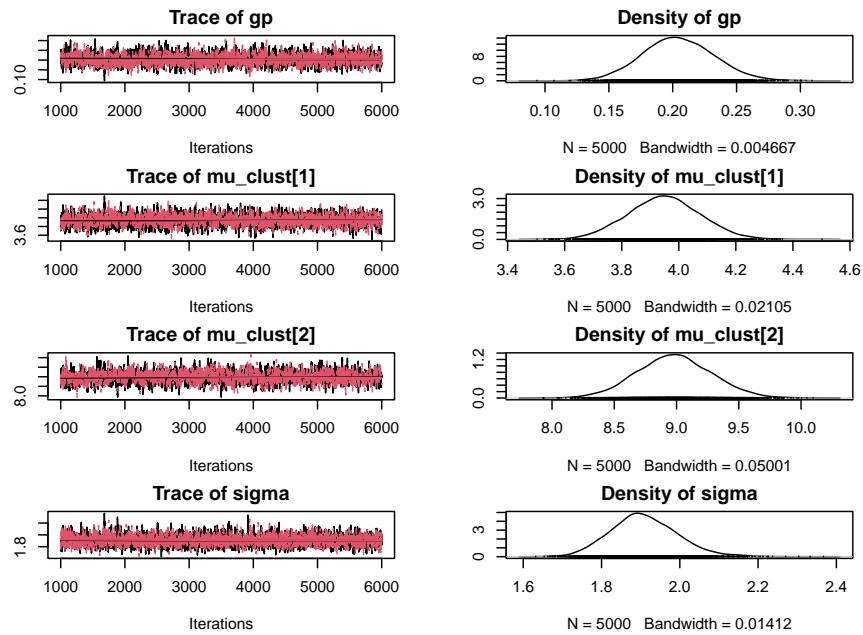 Trace of gp
0.10
1000 2000 3000 4000 5000 6000
Iterations
Density of gp
0 8
0.10 0.15 0.20 0.25 0.30
N = 5000 Bandwidth = 0.004667
Trace of mu_clust[1]
3.6
1000 2000 3000 4000 5000 6000
Iterations
Density of mu_clust[1]
0.0 3.0
3.4 3.6 3.8 4.0 4.2 4.4 4.6
N = 5000 Bandwidth = 0.02105
Trace of mu_clust[2]
8.0
1000 2000 3000 4000 5000 6000
Iterations
Density of mu_clust[2]
0.0 1.2
8.0 8.5 9.0 9.5 10.0
N = 5000 Bandwidth = 0.05001
Trace of sigma
1.8
1000 2000 3000 4000 5000 6000
Iterations
Density of sigma
0 3
1.6 1.8 2.0 2.2 2.4
N = 5000 Bandwidth = 0.01412